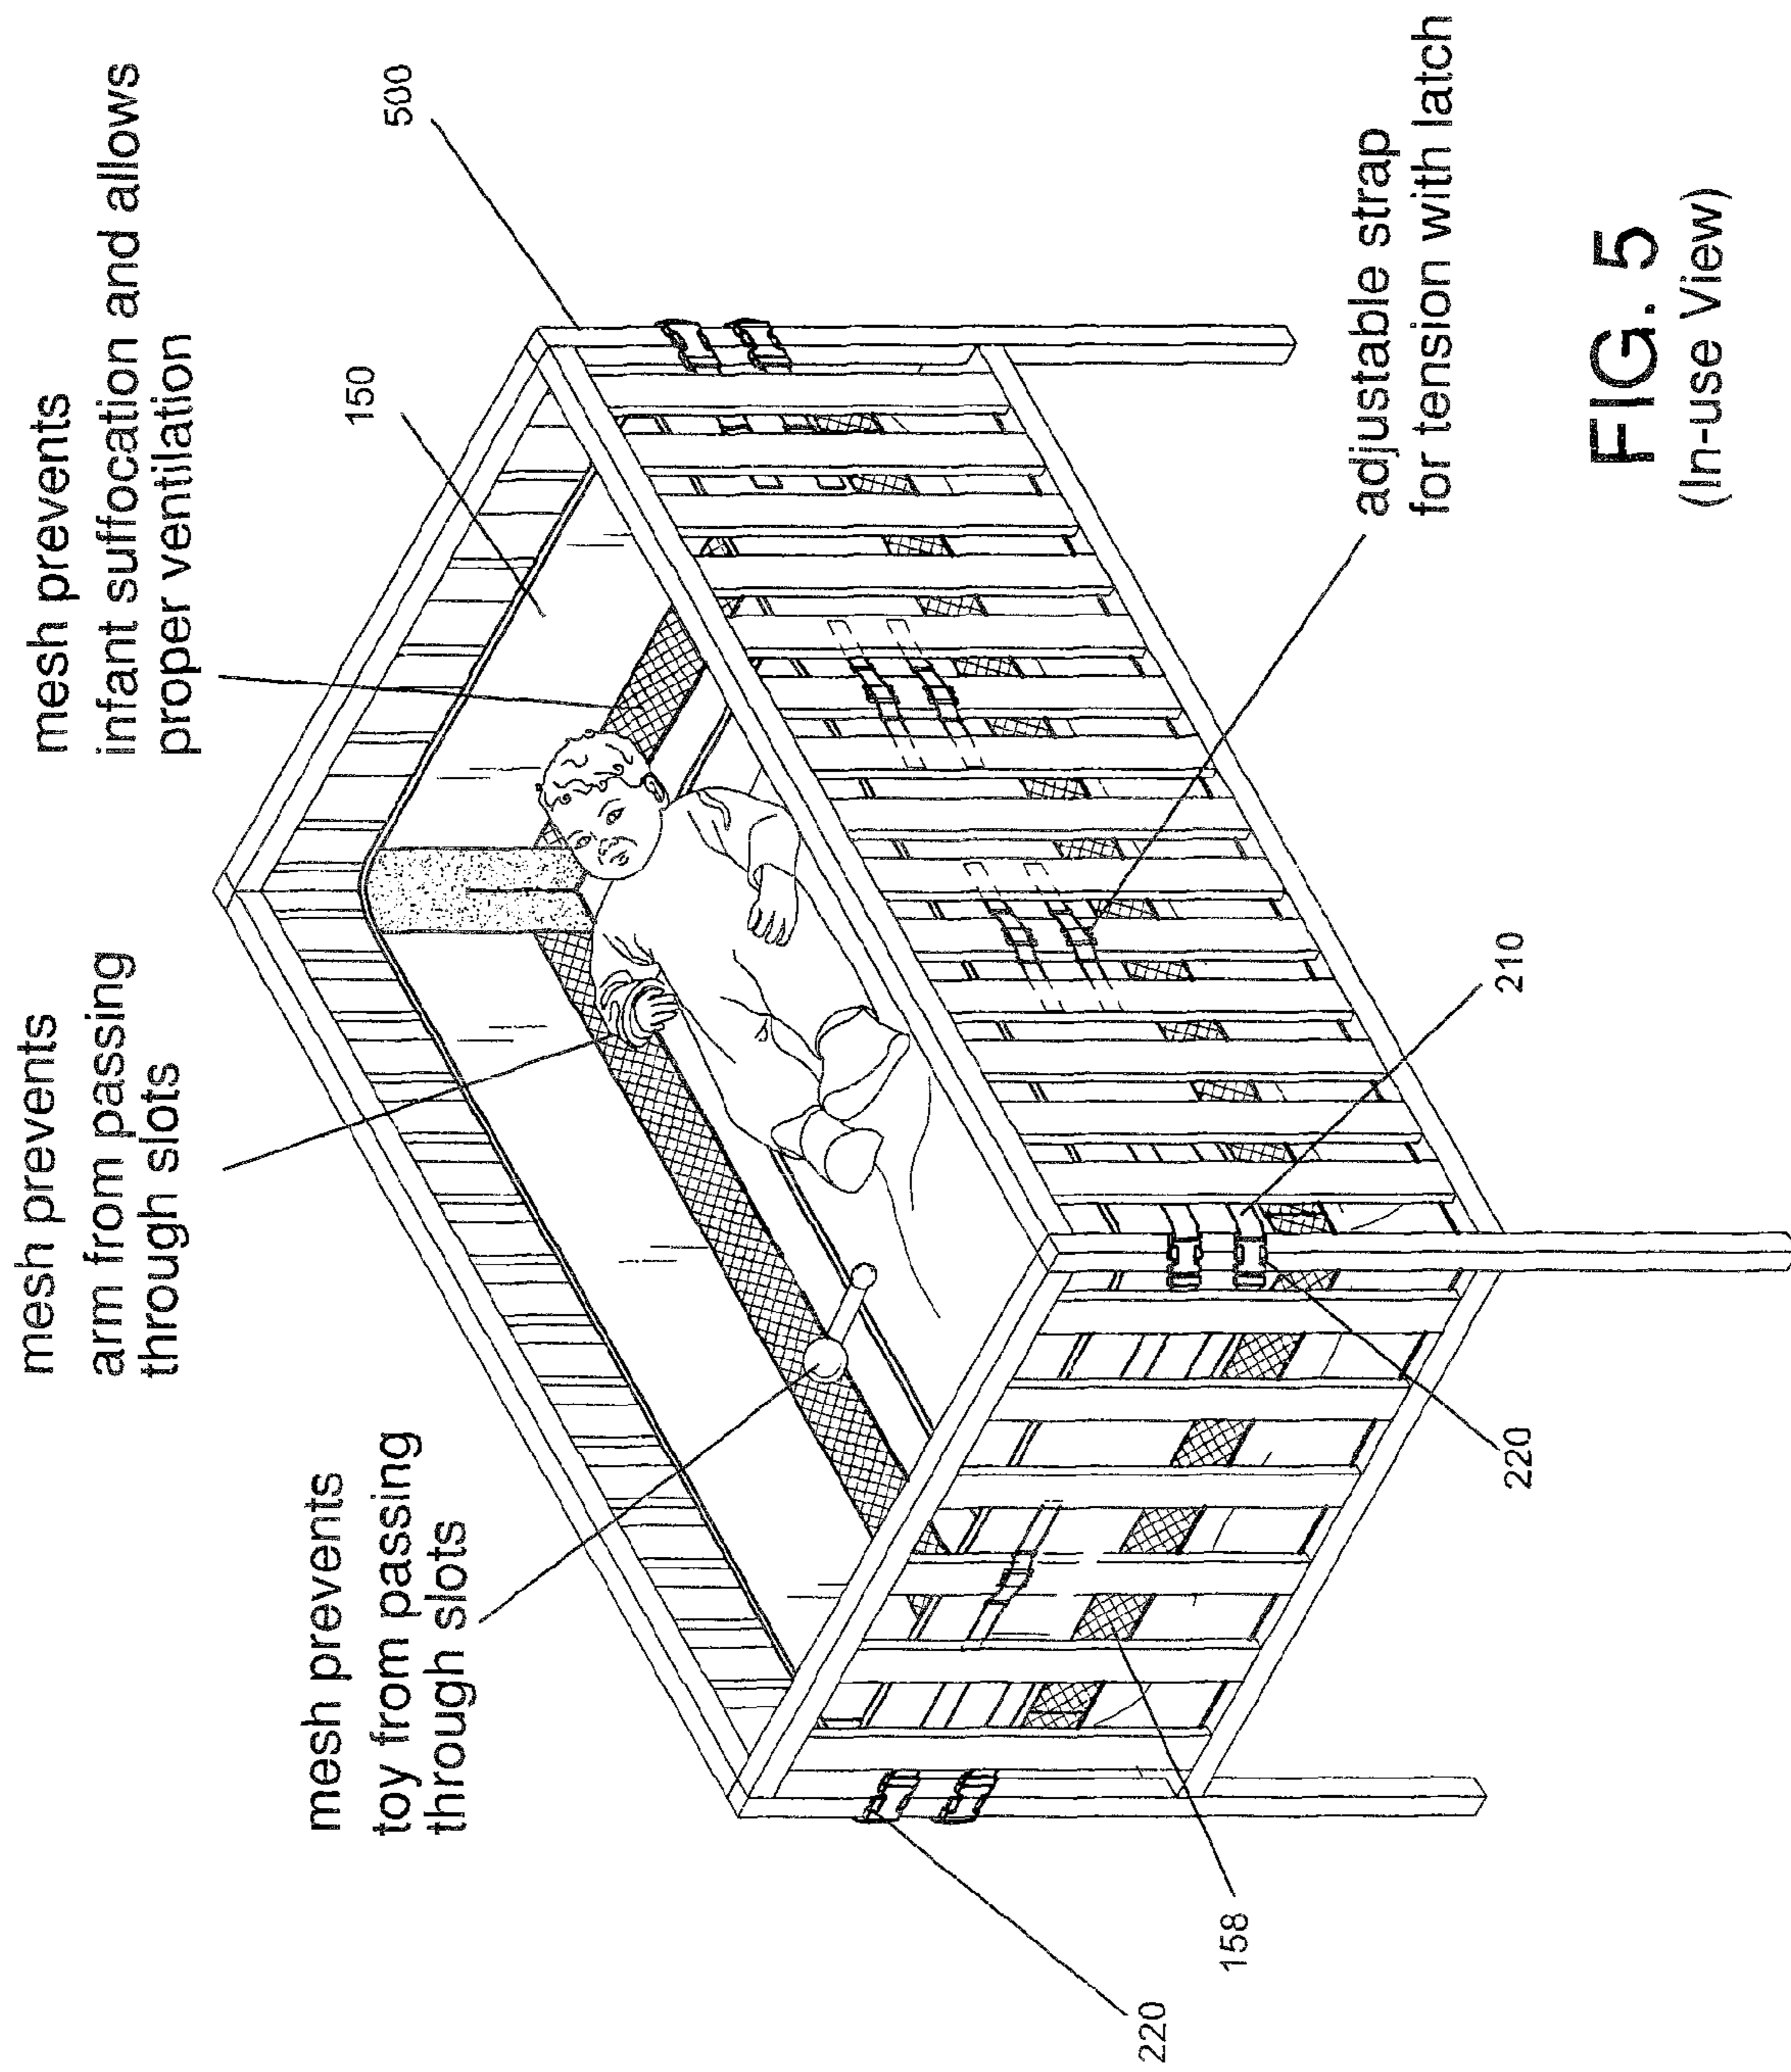 mesh prevents
infant suffocation and allows
proper ventilation
mesh prevents
arm from passing
through slots
mesh prevents
toy from passing
through slots
500
150
adjustable strap
for tension with latch
210
220
158
220
FIG. 5
(In-use View)